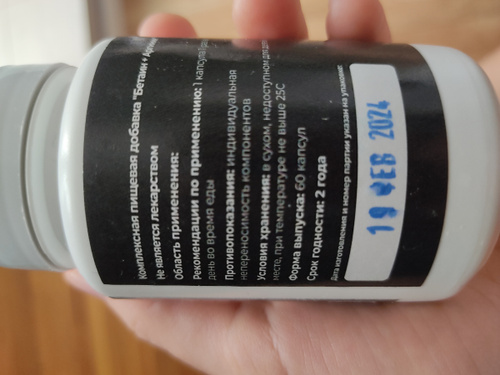 Комплексная пищевая добавка "Бетаин +
Не является лекарством
Область применения:
Рекомендации по применению: 1 капсула
день во время еды
Противопоказания: индивидуальная
непереносимость компонентов
Условия хранения: в сухом, недоступном для
месте, при температуре не выше 25С
Форма выпуска: 60 капсул
Срок годности: 2 года
Дата изготовления и номер партии указан на упаковке:
19 ФЕВ 2024